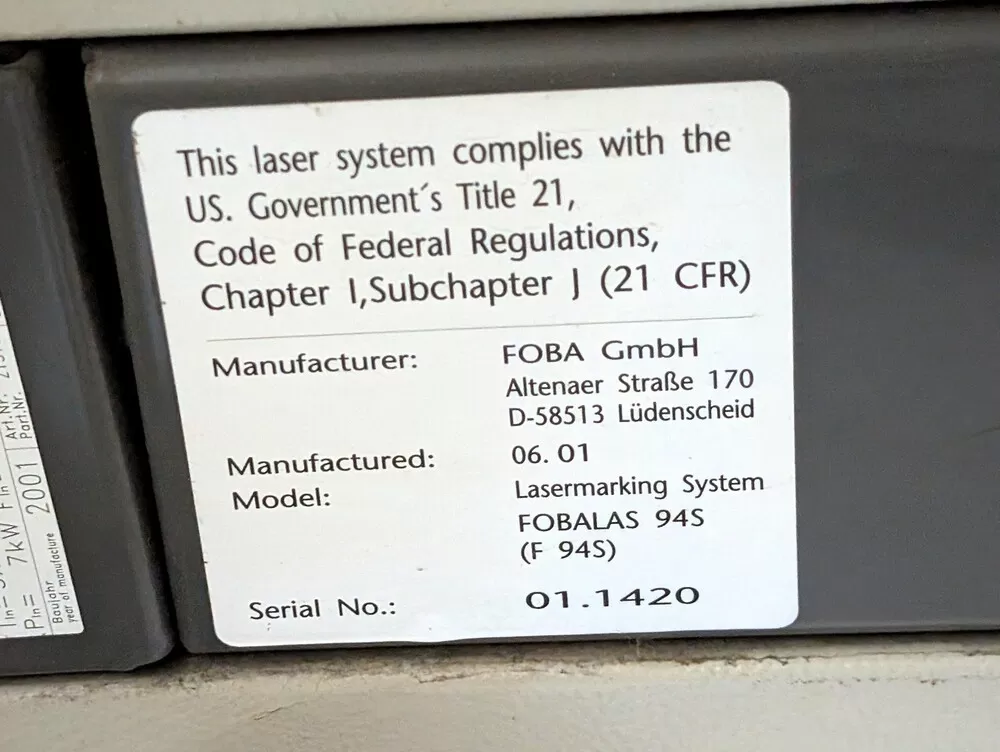 This laser system complies with the
US. Government´s Title 21,
Code of Federal Regulations,
Chapter I,Subchapter J (21 CFR)
Manufacturer: FOBA GmbH
Altenaer Straße 170
D-58513 Lüdenscheid
Manufactured: 06. 01
Model: Lasermarking System
FOBALAS 94S
(F 94S)
Serial No.: 01.1420
Pin= 7kW
Baujahr
year of manufaclure 2001
Art.Nr.
Part.Nr.